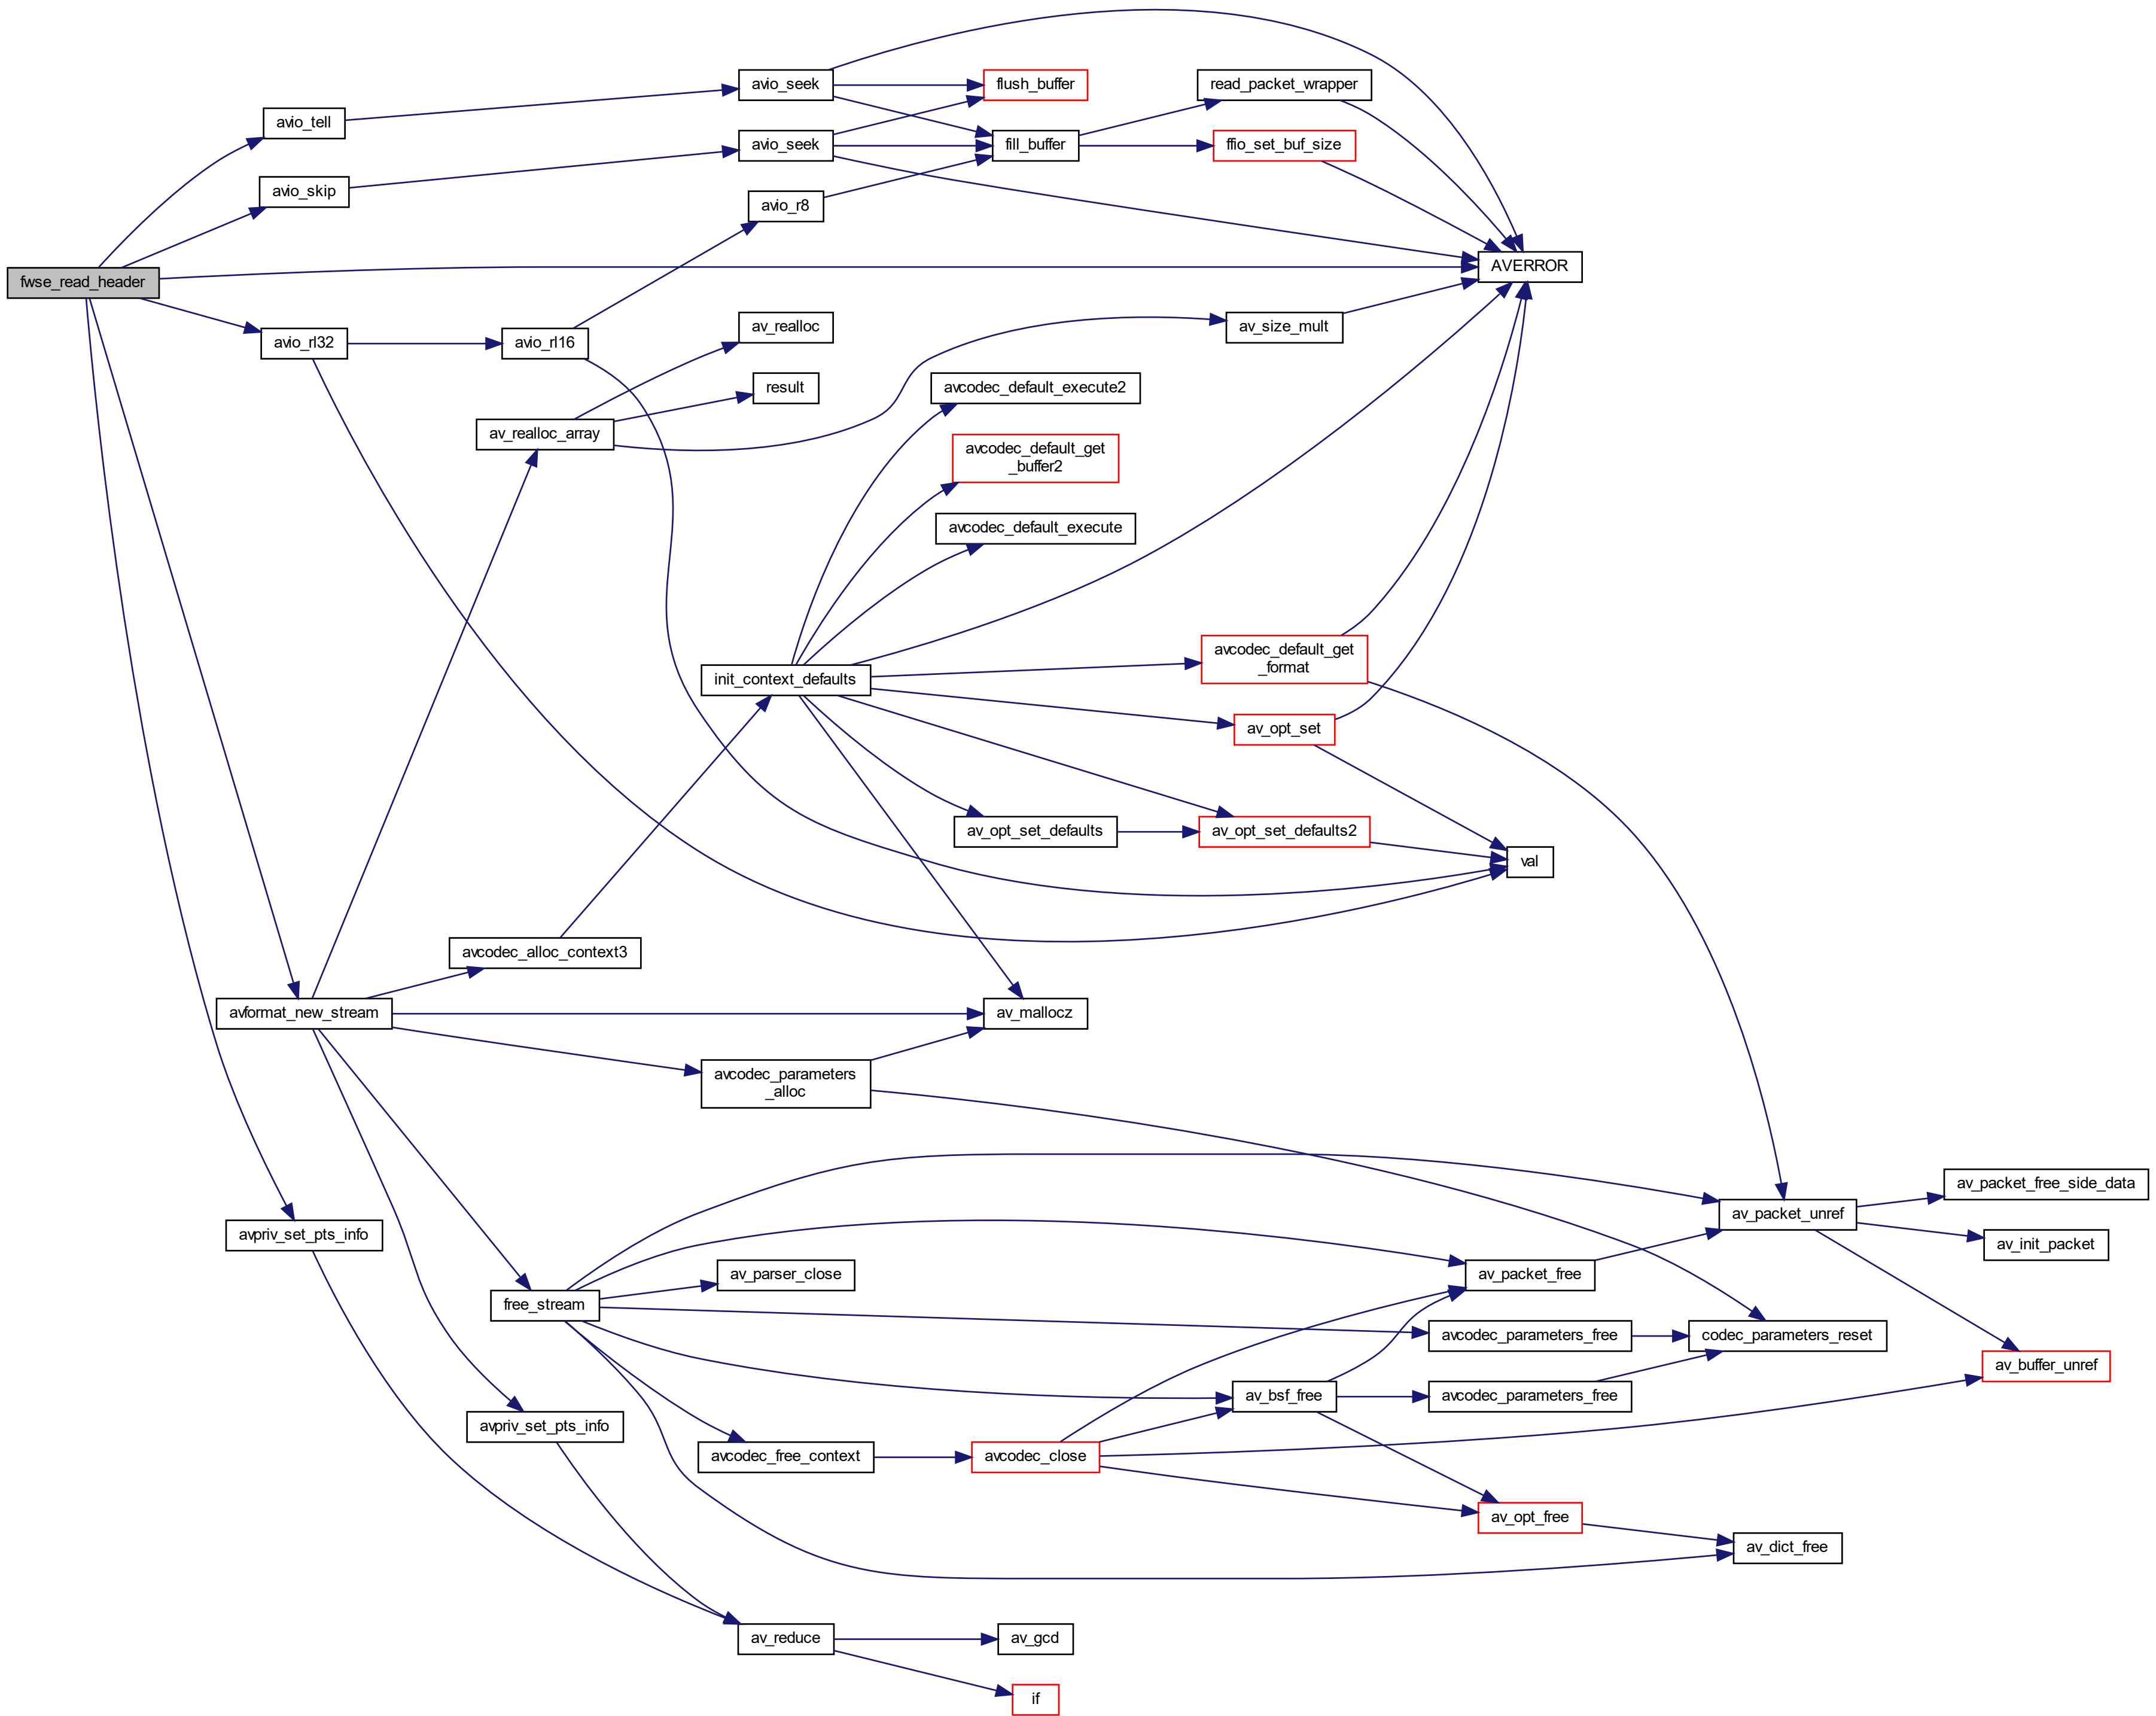 avio_seek
flush_buffer
read_packet_wrapper
avio_tell
avio_seek
fill_buffer
ffio_set_buf_size
avio_skip
avio_r8
AVERROR
fwse_read_header
avio_rl32
avio_rl16
av_realloc
av_size_mult
result
avcodec_default_execute2
av_realloc_array
avcodec_default_get
_buffer2
avcodec_default_execute
avcodec_default_get
_format
init_context_defaults
av_opt_set
av_opt_set_defaults
av_opt_set_defaults2
val
avcodec_alloc_context3
avformat_new_stream
av_mallocz
avcodec_parameters
_alloc
av_packet_free_side_data
av_packet_unref
avpriv_set_pts_info
av_init_packet
av_parser_close
av_packet_free
free_stream
avcodec_parameters_free
codec_parameters_reset
av_buffer_unref
av_bsf_free
avcodec_parameters_free
avpriv_set_pts_info
avcodec_free_context
avcodec_close
av_opt_free
av_dict_free
av_reduce
av_gcd
if